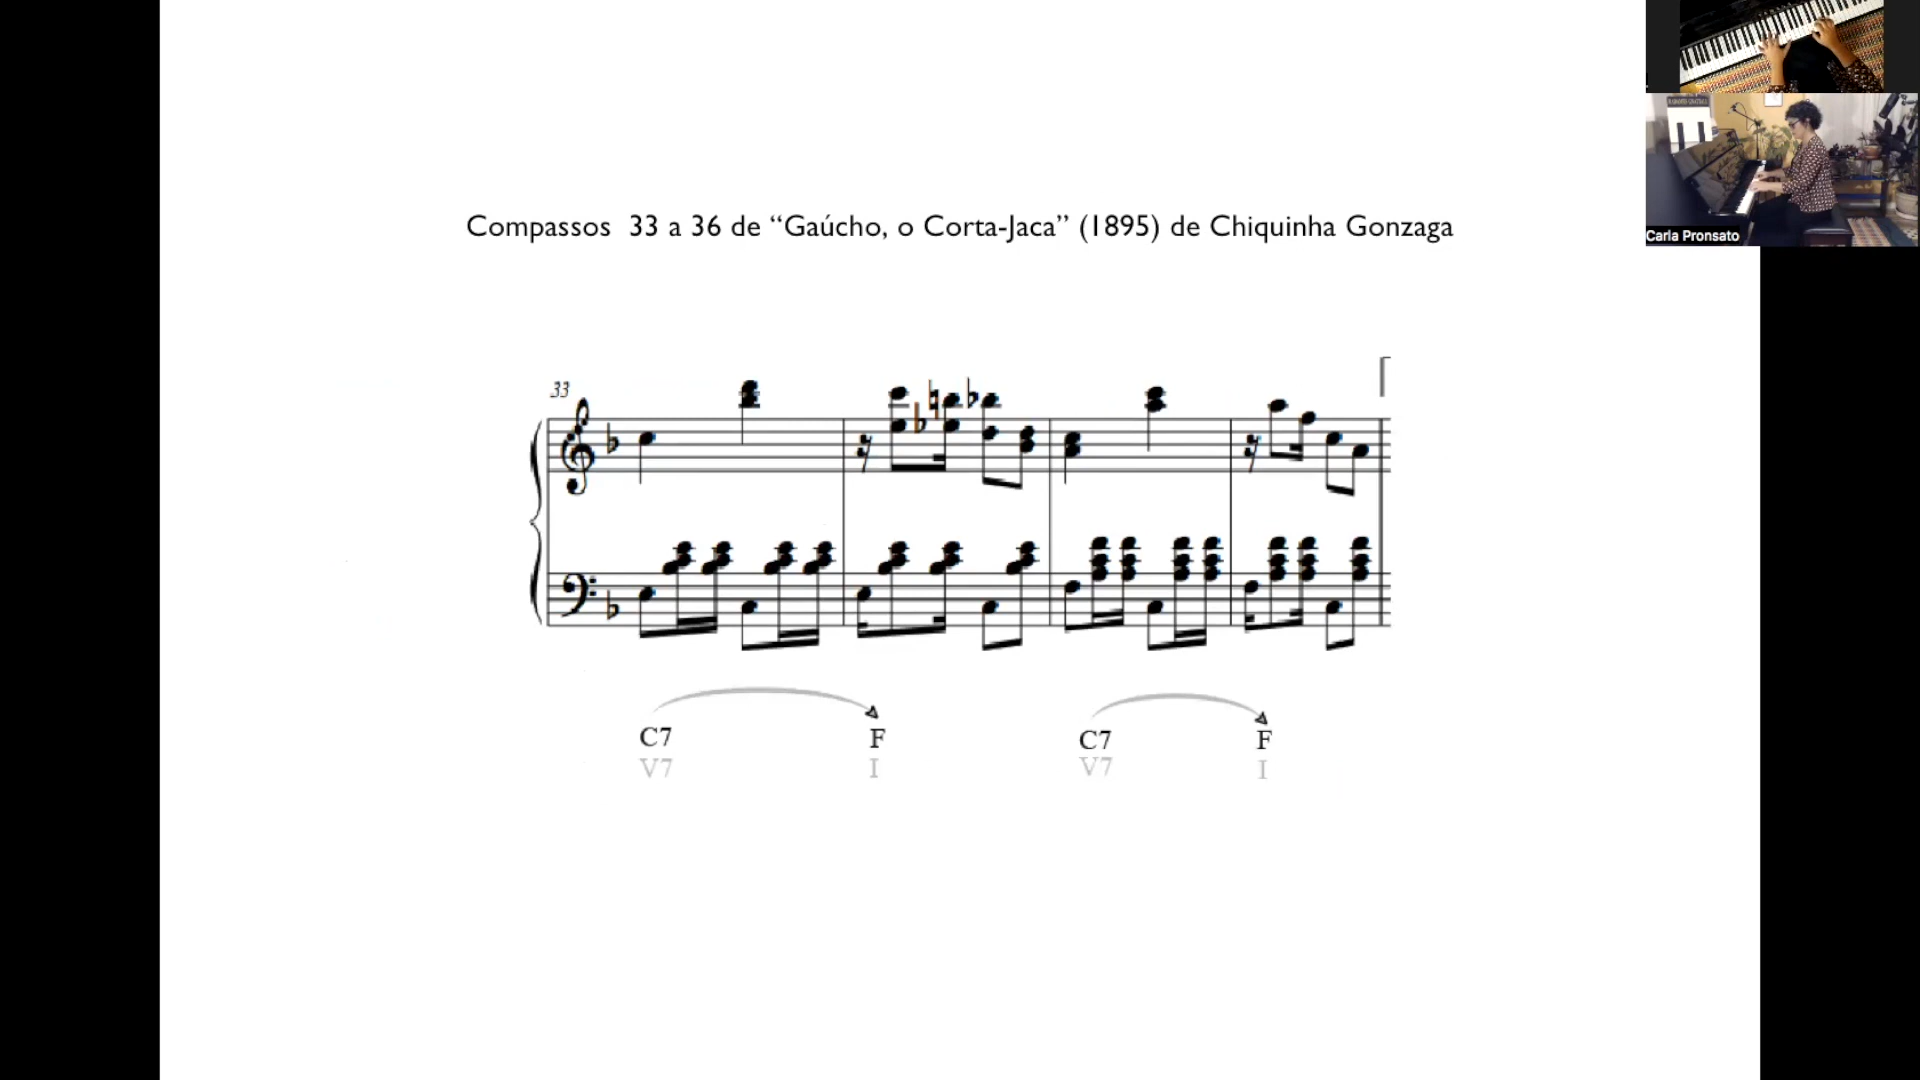 Compassos 33 a 36 de “Gaúcho, o Corta-Jaca” (1895) de Chiquinha Gonzaga
Carla Pronsato
33
C7 F C7 F
V7 I V7 I